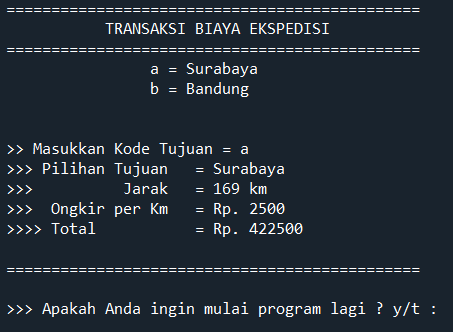 ==============================================
TRANSAKSI BIAYA EKSPEDISI
==============================================
a = Surabaya
b = Bandung
>> Masukkan Kode Tujuan = a
>>> Pilihan Tujuan = Surabaya
>>> Jarak = 169 km
>>> Ongkir per Km = Rp. 2500
>>>> Total = Rp. 422500
==============================================
>>> Apakah Anda ingin mulai program lagi ? y/t :